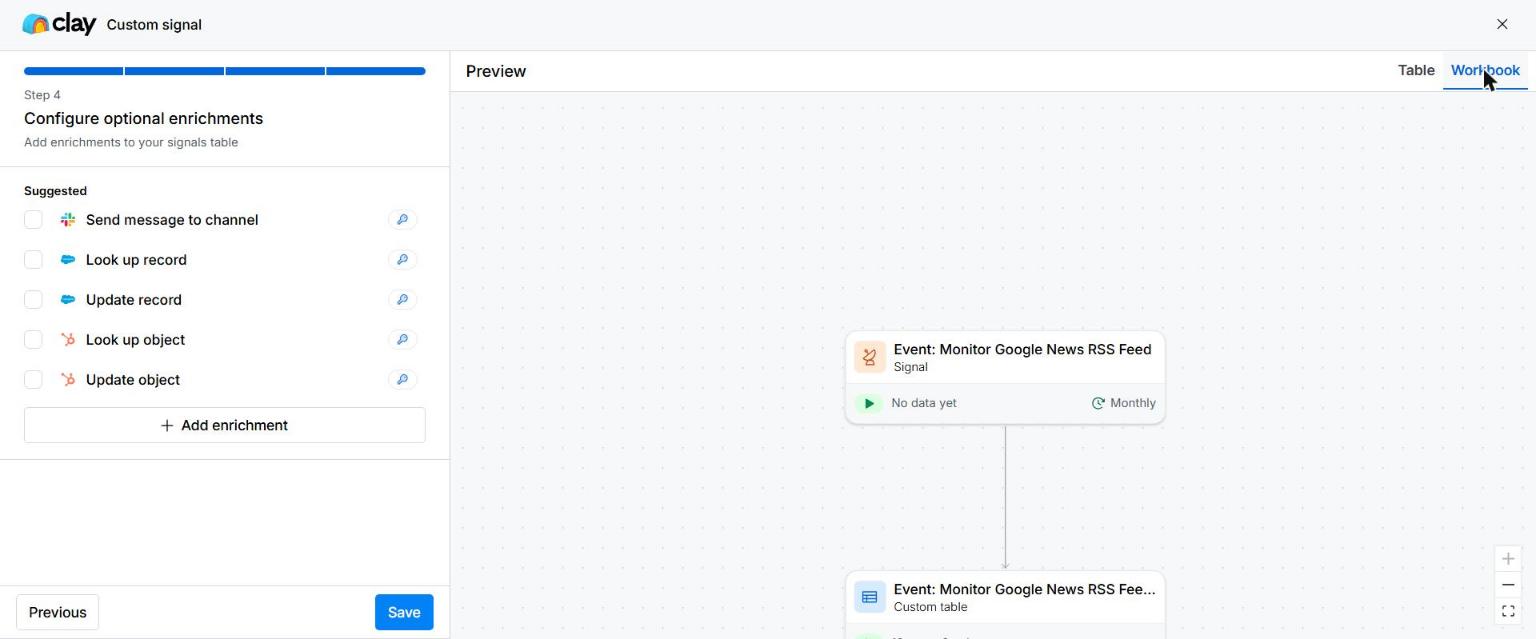 clay Custom signal
Step 4
Configure optional enrichments
Add enrichments to your signals table
Suggested
Send message to channel
Look up record
Update record
Look up object
Update object
+ Add enrichment
Previous
Save
Preview
Table
Workbook
Event: Monitor Google News RSS Feed
Signal
No data yet
Monthly
Event: Monitor Google News RSS Fee...
Custom table